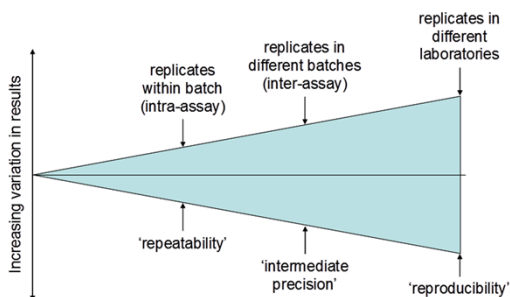 replicates
within batch
(intra-assay)
replicates in
different batches
(inter-assay)
replicates in
different
laboratories
Increasing variation in results
‘repeatability’
‘intermediate
precision’
‘reproducibility’